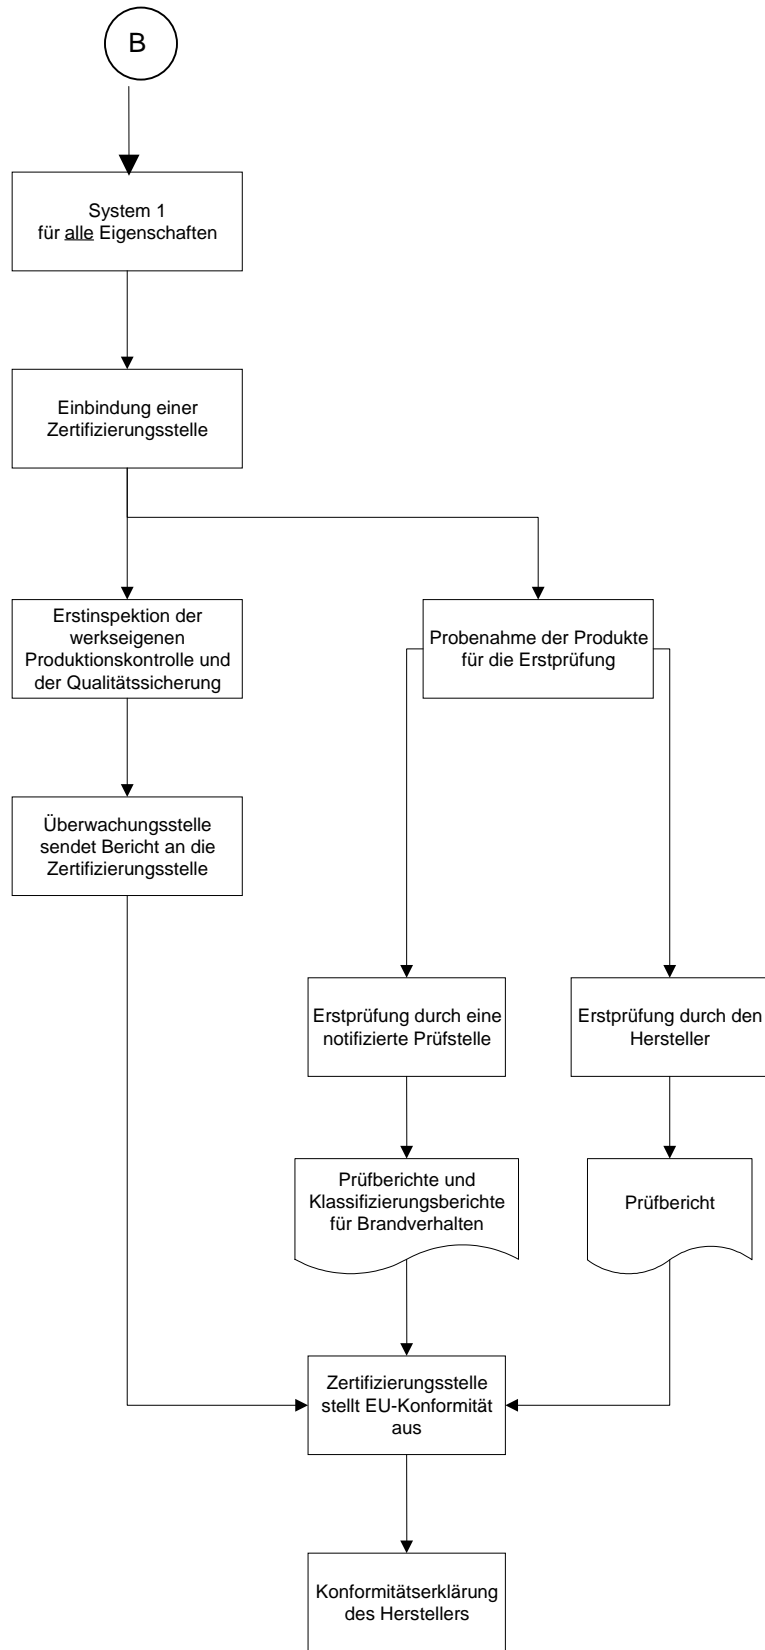 B
System 1
für alle Eigenschaften
Einbindung einer
Zertifizierungsstelle
Erstinspektion der
werkseigenen
Produktionskontrolle und
der Qualitätssicherung
Probenahme der Produkte
für die Erstprüfung
Überwachungsstelle
sendet Bericht an die
Zertifizierungsstelle
Erstprüfung durch eine
notifizierte Prüfstelle
Erstprüfung durch den
Hersteller
Prüfberichte und
Klassifizierungsberichte
für Brandverhalten
Prüfbericht
Zertifizierungsstelle
stellt EU-Konformität
aus
Konformitätserklärung
des Herstellers